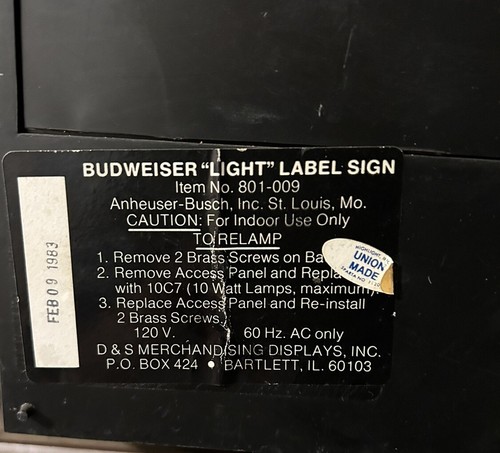 BUDWEISER "LIGHT" LABEL SIGN
Item No. 801-009
Anheuser-Busch, Inc. St. Louis, Mo.
CAUTION: For Indoor Use Only
TO RELAMP
1. Remove 2 Brass Screws on
2. Remove Access Panel and
with 10C7 (10 Watt Lamps, maximum).
3. Replace Access Panel and Re-install
2 Brass Screws.
120 V. 60 Hz. AC only
D & S MERCHANDISING DISPLAYS, INC.
P.O. BOX 424 • BARTLETT, IL. 60103
FEB 09 1983
UNION
MADE